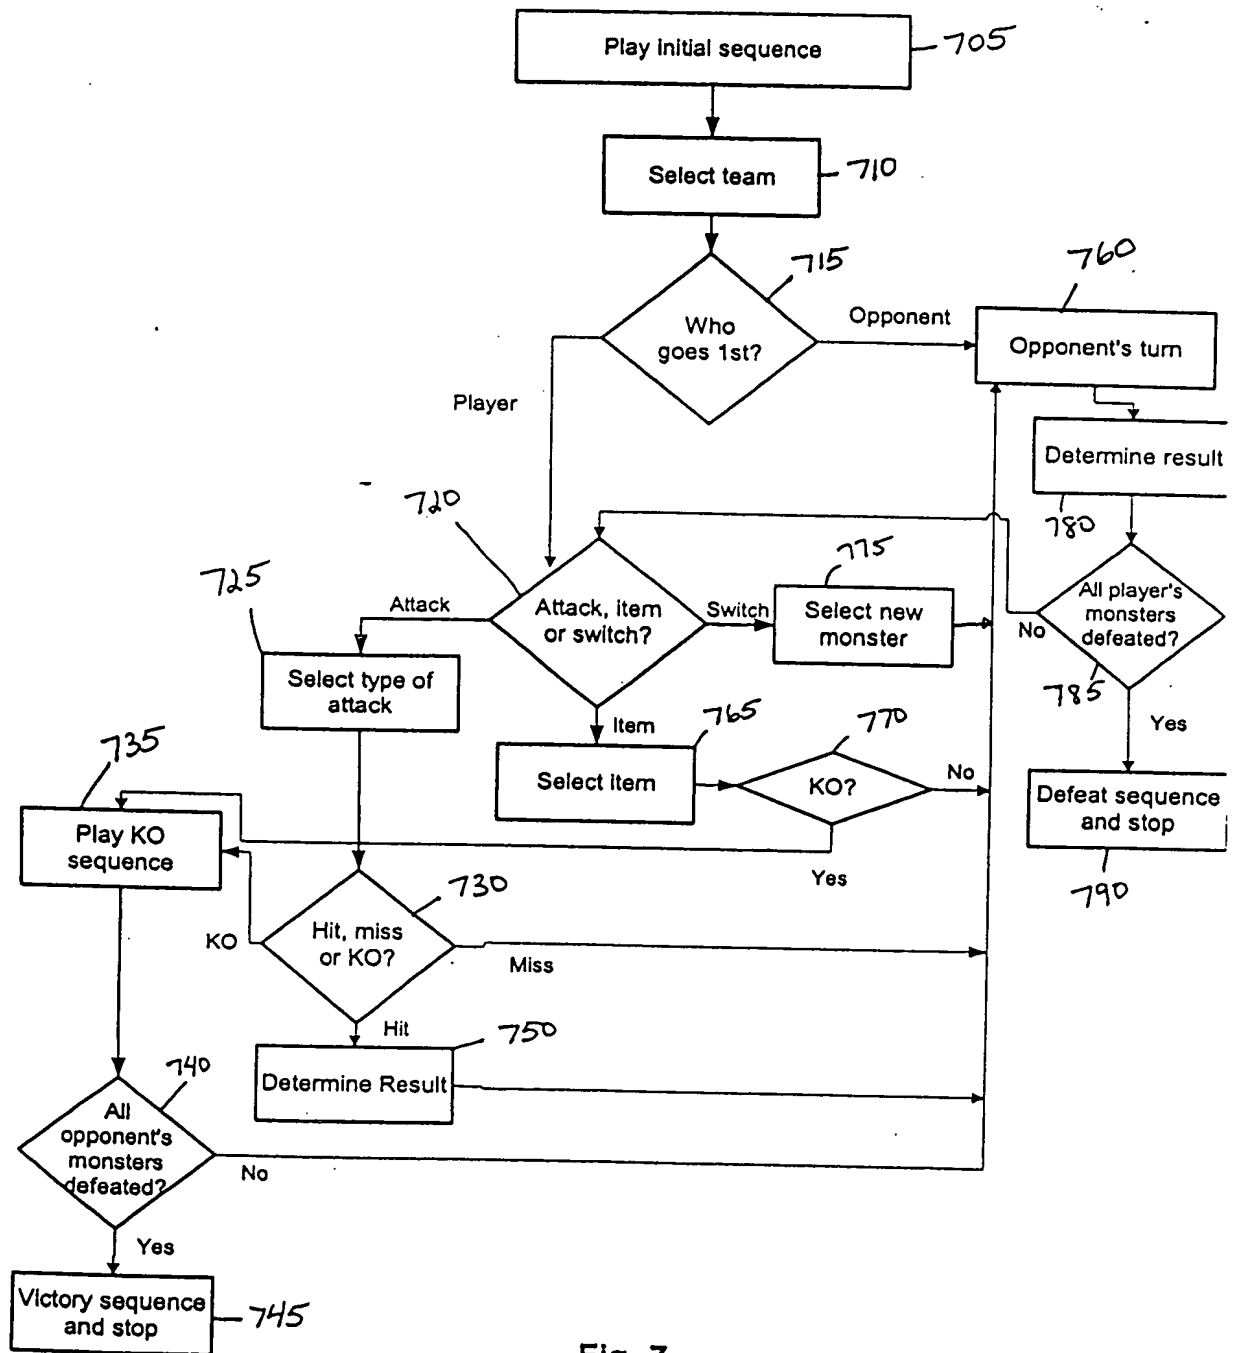 Play initial sequence
705
Select team
710
715
Who
goes 1st?
Opponent
760
Opponent's turn
Player
Determine result
780
720
775
725
Attack
Attack, item
or switch?
Switch
Select new
monster
All player's
monsters
defeated?
No
785
Select type of
attack
Item
765
770
Yes
735
Select item
KO?
No
Defeat sequence
and stop
Play KO
sequence
Yes
790
730
KO
Hit, miss
or KO?
Miss
Hit
750
740
Determine Result
All
opponent's
monsters
defeated?
No
Yes
Victory sequence
and stop
745
Fig. 7